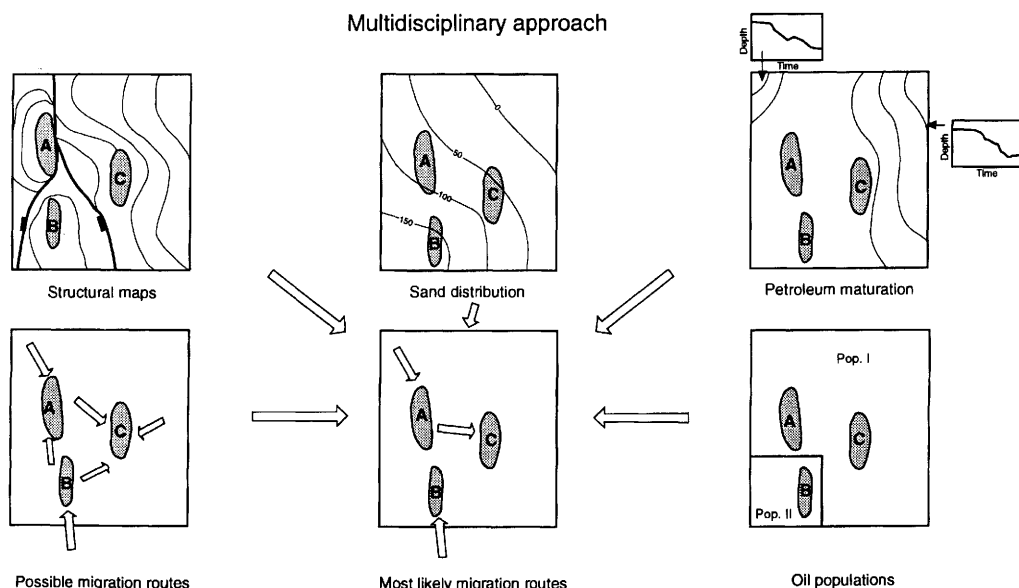 Multidisciplinary approach
Depth
Time
A
B
C
Structural maps
0
50
100
150
A
B
C
Sand distribution
A
B
C
Petroleum maturation
Depth
Time
A
B
C
Possible migration routes
A
B
C
Most likely migration routes
Pop. I
A
B
C
Pop. II
Oil populations